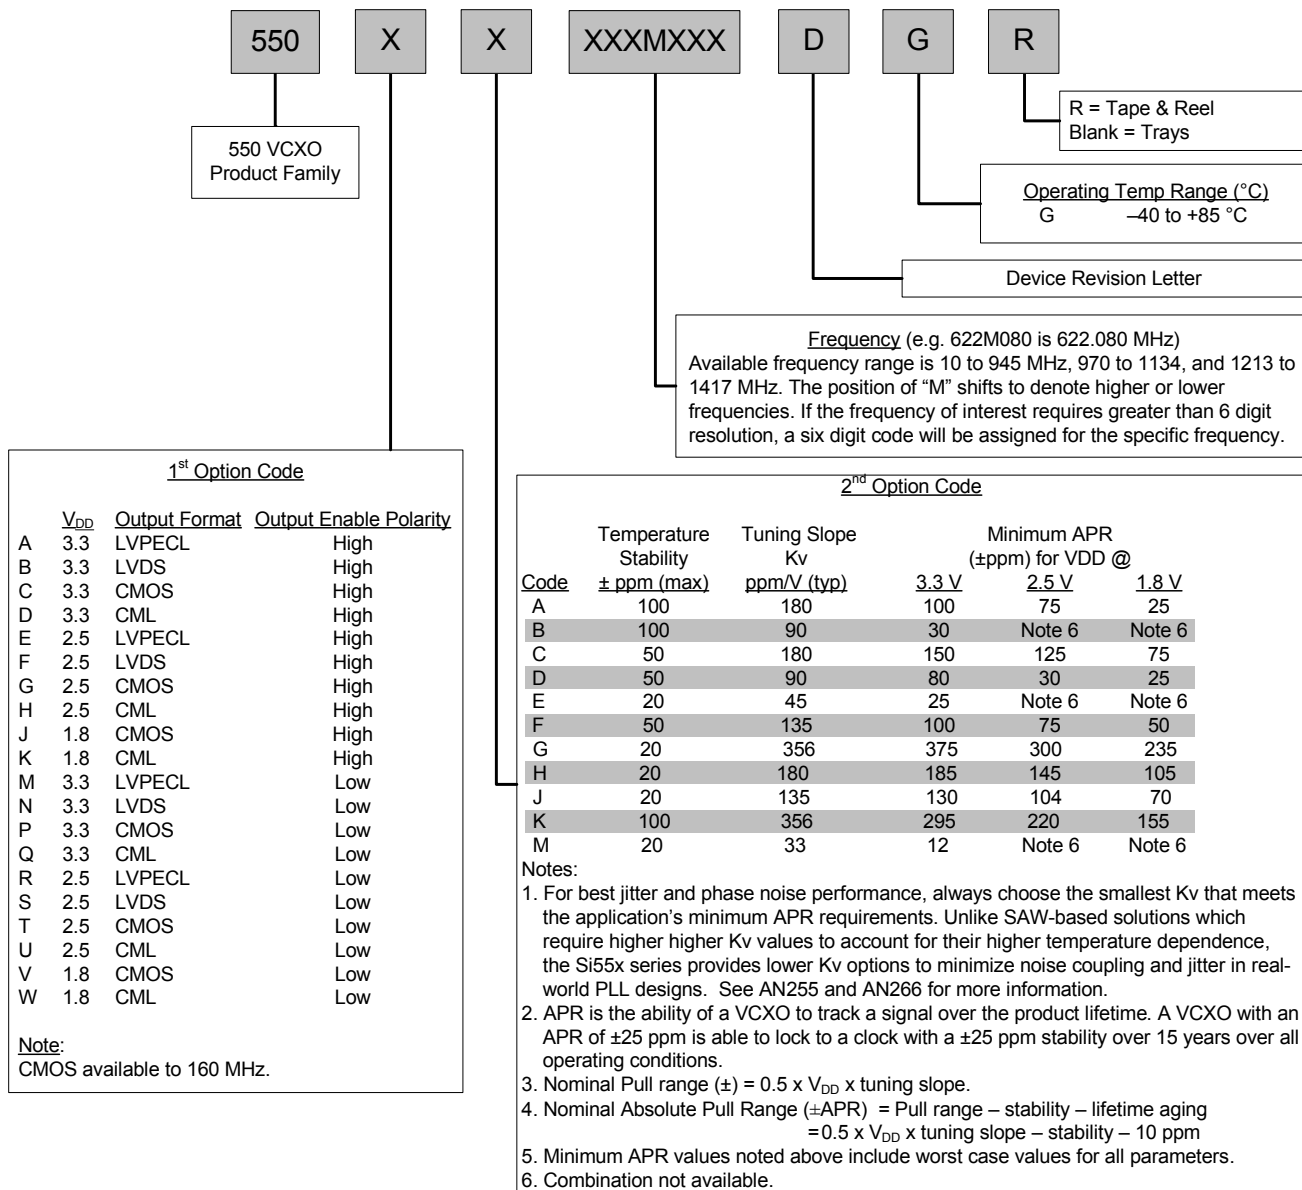 550 X X XXXMXXX D G R
R = Tape & Reel
Blank = Trays
550 VCXO
Product Family
Operating Temp Range (°C)
G –40 to +85 °C
Device Revision Letter
Frequency (e.g. 622M080 is 622.080 MHz)
Available frequency range is 10 to 945 MHz, 970 to 1134, and 1213 to
1417 MHz. The position of “M” shifts to denote higher or lower
frequencies. If the frequency of interest requires greater than 6 digit
resolution, a six digit code will be assigned for the specific frequency.
1st Option Code
VDD Output Format Output Enable Polarity
A 3.3 LVPECL High
B 3.3 LVDS High
C 3.3 CMOS High
D 3.3 CML High
E 2.5 LVPECL High
F 2.5 LVDS High
G 2.5 CMOS High
H 2.5 CML High
J 1.8 CMOS High
K 1.8 CML High
M 3.3 LVPECL Low
N 3.3 LVDS Low
P 3.3 CMOS Low
Q 3.3 CML Low
R 2.5 LVPECL Low
S 2.5 LVDS Low
T 2.5 CMOS Low
U 2.5 CML Low
V 1.8 CMOS Low
W 1.8 CML Low
Note:
CMOS available to 160 MHz.
2nd Option Code
Temperature Tuning Slope Minimum APR
Stability Kv (±ppm) for VDD @
Code ± ppm (max) ppm/V (typ) 3.3 V 2.5 V 1.8 V
A 100 180 100 75 25
B 100 90 30 Note 6 Note 6
C 50 180 150 125 75
D 50 90 80 30 25
E 20 45 25 Note 6 Note 6
F 50 135 100 75 50
G 20 356 375 300 235
H 20 180 185 145 105
J 20 135 130 104 70
K 100 356 295 220 155
M 20 33 12 Note 6 Note 6
Notes:
1. For best jitter and phase noise performance, always choose the smallest Kv that meets
the application’s minimum APR requirements. Unlike SAW-based solutions which
require higher higher Kv values to account for their higher temperature dependence,
the Si55x series provides lower Kv options to minimize noise coupling and jitter in real-
world PLL designs. See AN255 and AN266 for more information.
2. APR is the ability of a VCXO to track a signal over the product lifetime. A VCXO with an
APR of ±25 ppm is able to lock to a clock with a ±25 ppm stability over 15 years over all
operating conditions.
3. Nominal Pull range (±) = 0.5 x VDD x tuning slope.
4. Nominal Absolute Pull Range (±APR) = Pull range – stability – lifetime aging
= 0.5 x VDD x tuning slope – stability – 10 ppm
5. Minimum APR values noted above include worst case values for all parameters.
6. Combination not available.